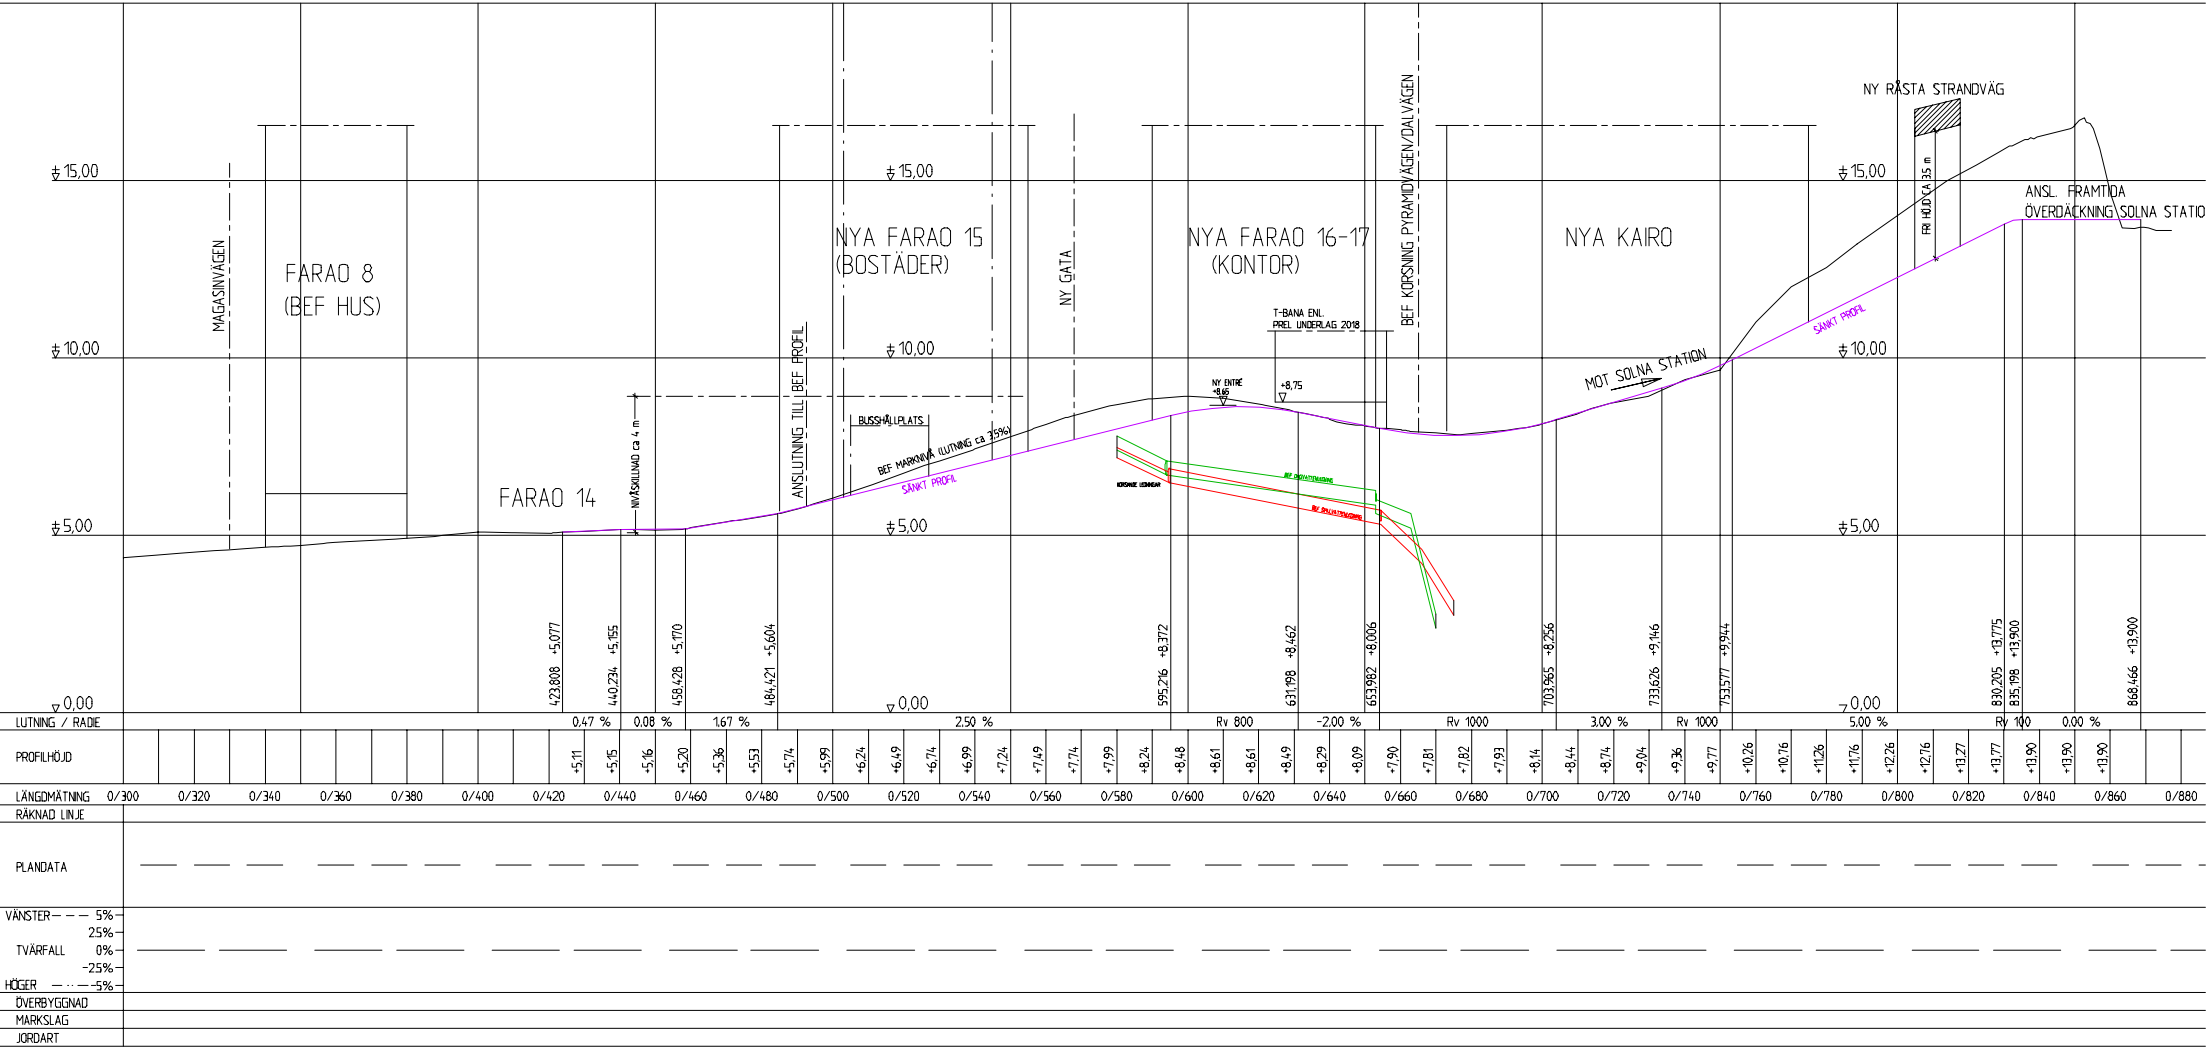 NY RÅSTA STRANDVÄG
± 15,00
± 15,00
± 15,00
FRI HÖJD CA 3.5 m
ANSL. FRAMTIDA
ÖVERDÄCKNING SOLNA STATIO
MAGASINVÄGEN
FARAO 8
(BEF HUS)
NYA FARAO 15
(BOSTÄDER)
NY GATA
NYA FARAO 16-17
(KONTOR)
BEF KORSNING PYRAMIDVÄGEN/DALVÄGEN
NYA KAIRO
T-BANA ENL.
PREL UNDERLAG 2018
SÄNKT PROFIL
± 10,00
± 10,00
± 10,00
ANSLUTNING TILL BEF PROFIL
MOT SOLNA STATION
NY ENTRÉ
+8.65
+8,75
NIVÅSKILLNAD ca 4 m
BUSSHÅLLPLATS
BEF MARKNIVÅ (LUTNING ca 3,5%)
SÄNKT PROFIL
FARAO 14
± 5,00
± 5,00
± 5,00
423,808 +5,077
440,234 +5,155
458,428 +5,170
484,421 +5,604
595,216 +8,372
631,198 +8,462
653,982 +8,006
703,965 +8,256
733,626 +9,146
753,577 +9,944
830,205 +13,775
835,198 +13,900
868,466 +13,900
0,00
0,00
0,00
LUTNING / RADIE 0.47 % 0.08 % 1.67 % 2.50 % Rv 800 -2.00 % Rv 1000 3.00 % Rv 1000 5.00 % Rv 100 0.00 %
PROFILHÖJD +5,11 +5,15 +5,16 +5,20 +5,36 +5,53 +5,74 +5,99 +6,24 +6,49 +6,74 +6,99 +7,24 +7,49 +7,74 +7,99 +8,24 +8,48 +8,61 +8,61 +8,49 +8,29 +8,09 +7,90 +7,81 +7,82 +7,93 +8,14 +8,44 +8,74 +9,04 +9,36 +9,77 +10,26 +10,76 +11,26 +11,76 +12,26 +12,76 +13,27 +13,77 +13,90 +13,90 +13,90
LÄNGDMÄTNING 0/300 0/320 0/340 0/360 0/380 0/400 0/420 0/440 0/460 0/480 0/500 0/520 0/540 0/560 0/580 0/600 0/620 0/640 0/660 0/680 0/700 0/720 0/740 0/760 0/780 0/800 0/820 0/840 0/860 0/880
RÄKNAD LINJE
PLANDATA
VÄNSTER 5%
2.5%
TVÄRFALL 0%
-2.5%
HÖGER -5%
ÖVERBYGGNAD
MARKSLAG
JORDART